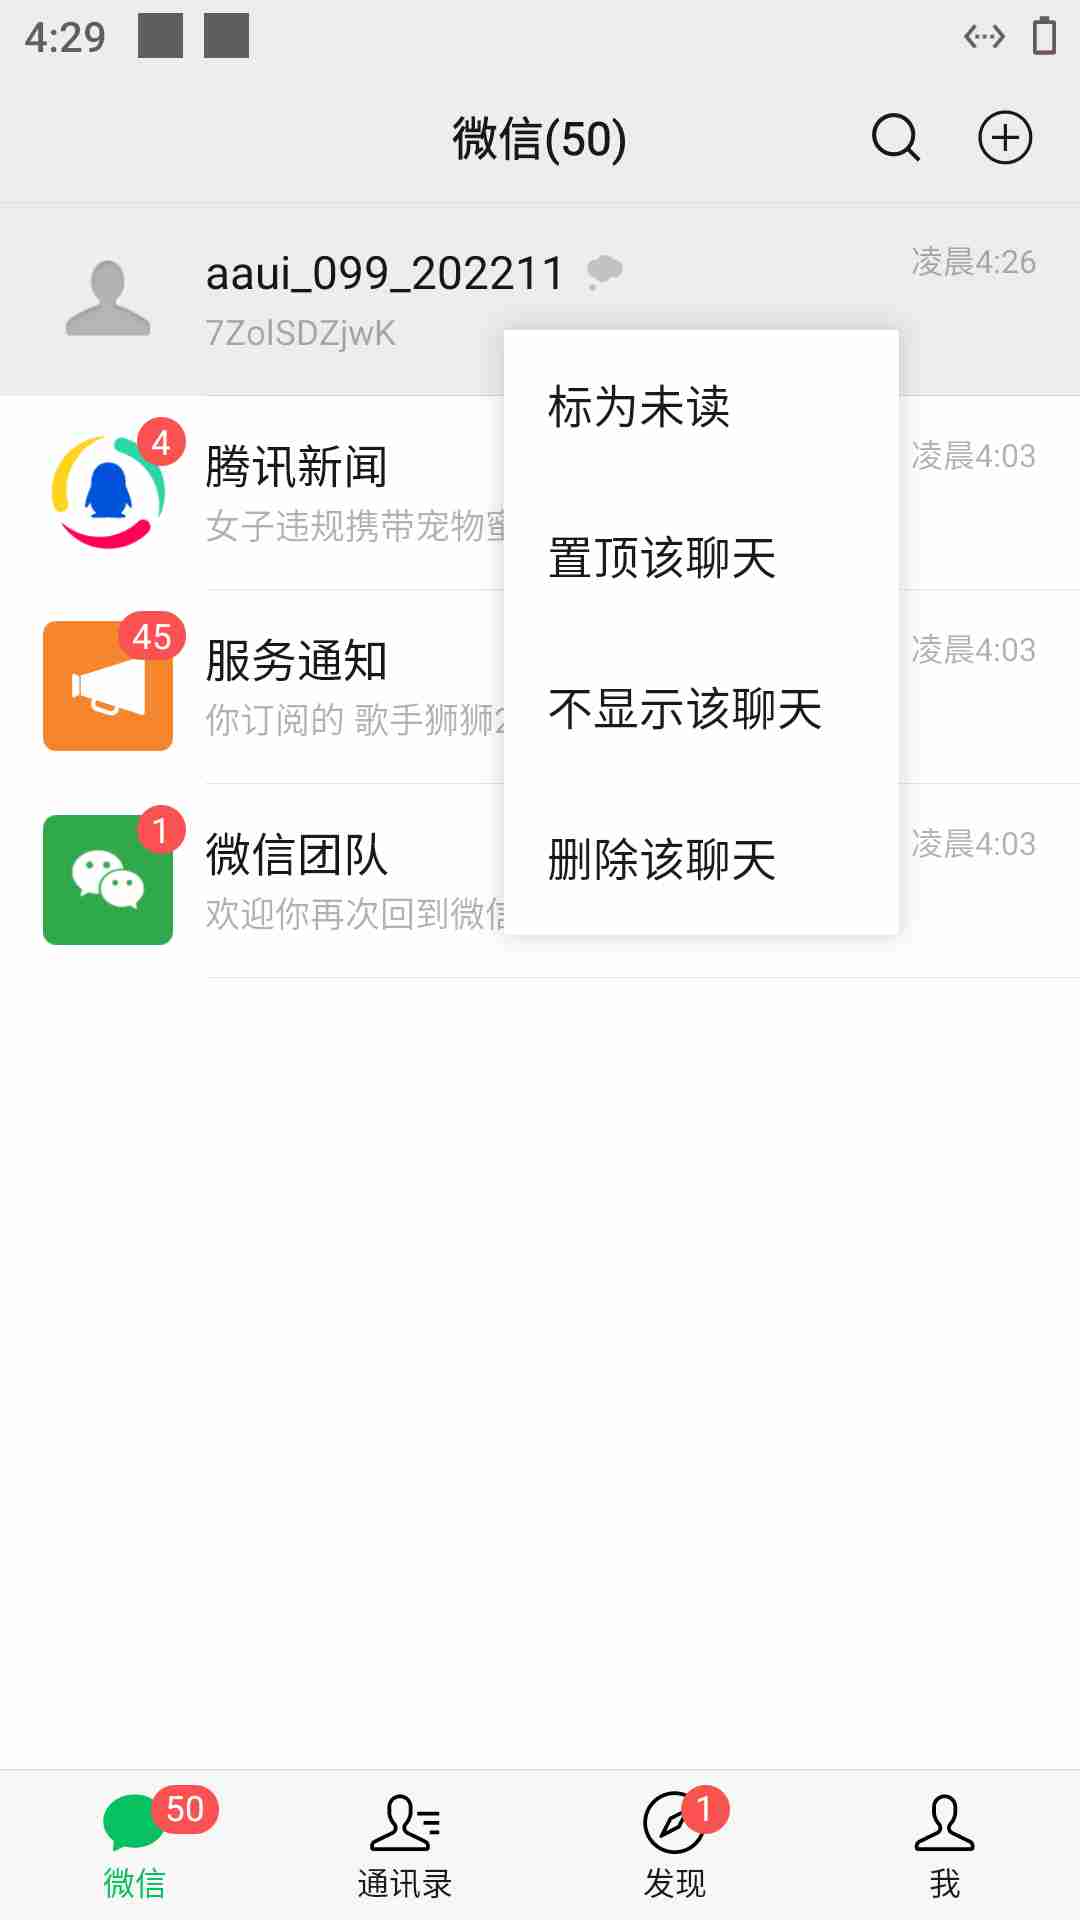 4:29
微信(50)
aaui_099_202211
凌晨4:26
7ZolSDZjwK
标为未读
置顶该聊天
不显示该聊天
删除该聊天
4
腾讯新闻
凌晨4:03
女子违规携带宠物蜜
45
服务通知
凌晨4:03
你订阅的 歌手狮狮2
1
微信团队
凌晨4:03
欢迎你再次回到微信
50
微信
通讯录
1
发现
我